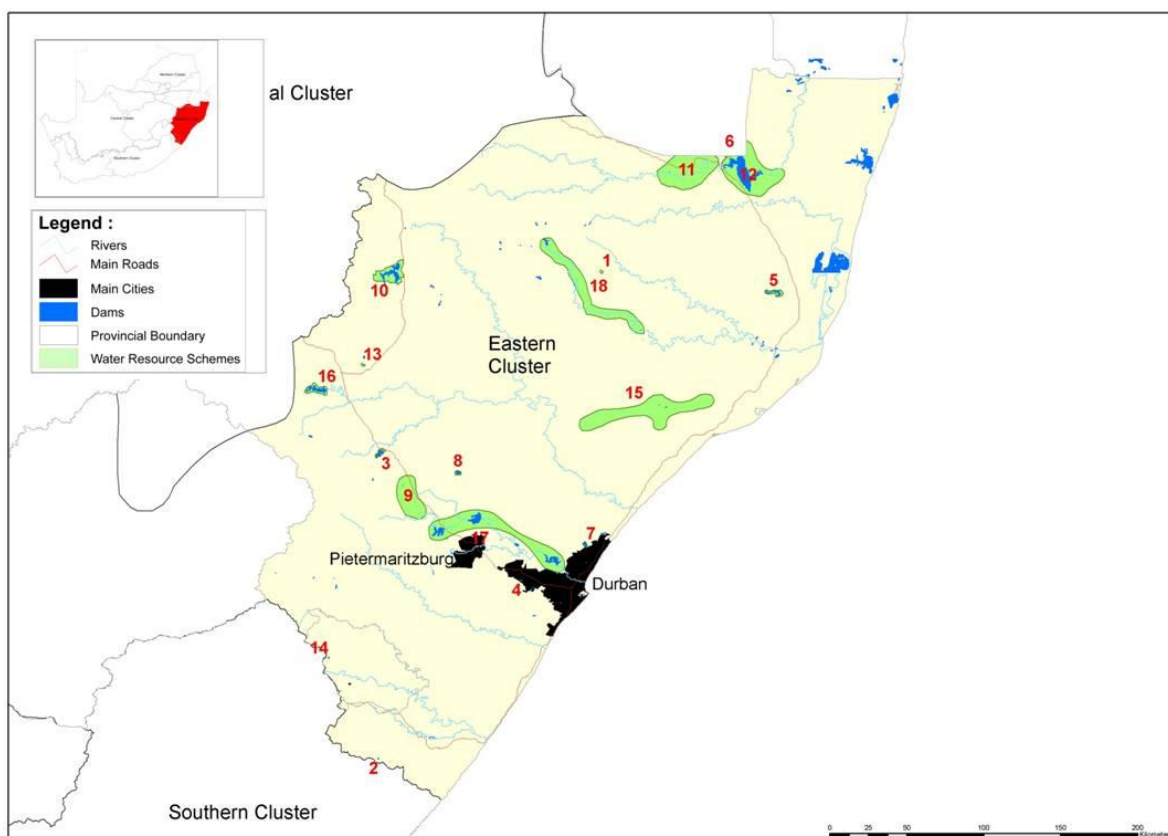 al Cluster
Legend :
Rivers
Main Roads
Main Cities
Dams
Provincial Boundary
Water Resource Schemes
6
11
12
1
5
10
18
Eastern
Cluster
13
16
15
3
8
9
7
17
Pietermaritzburg
Durban
4
14
2
Southern Cluster
0 25 50 100 150 200